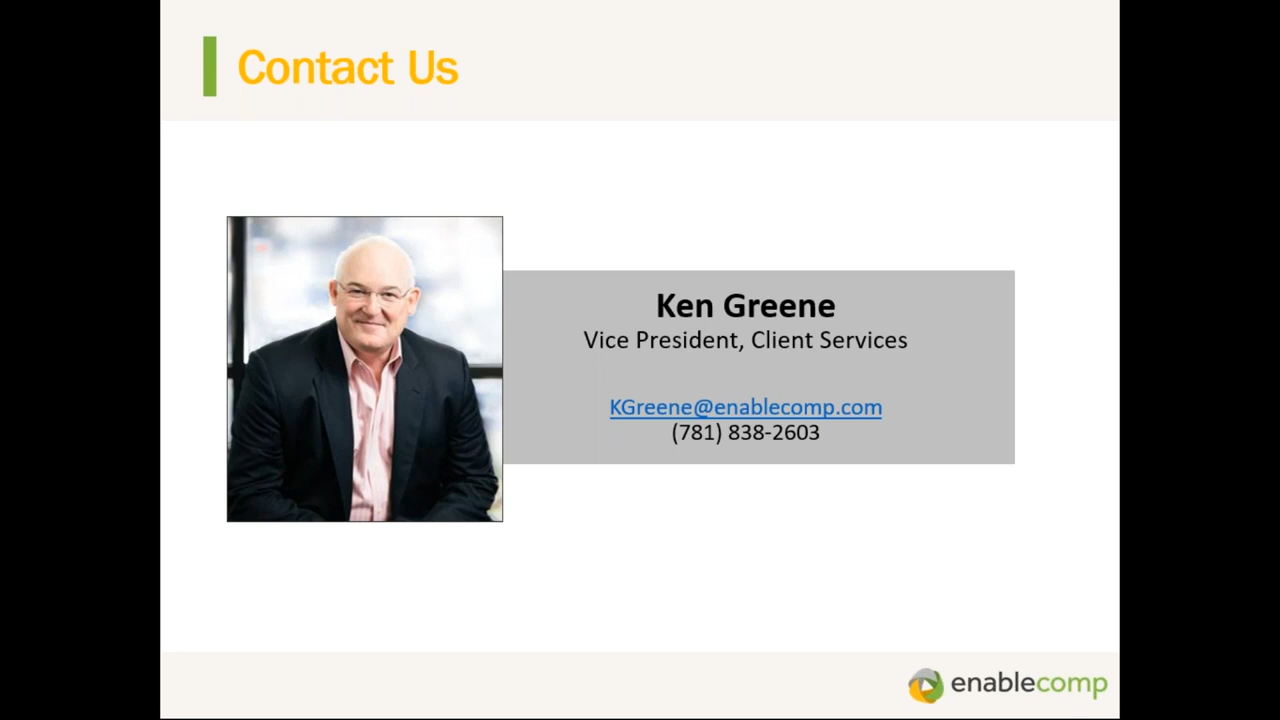 Contact Us
Ken Greene
Vice President, Client Services
KGreene@enablecomp.com
(781) 838-2603
enablecomp